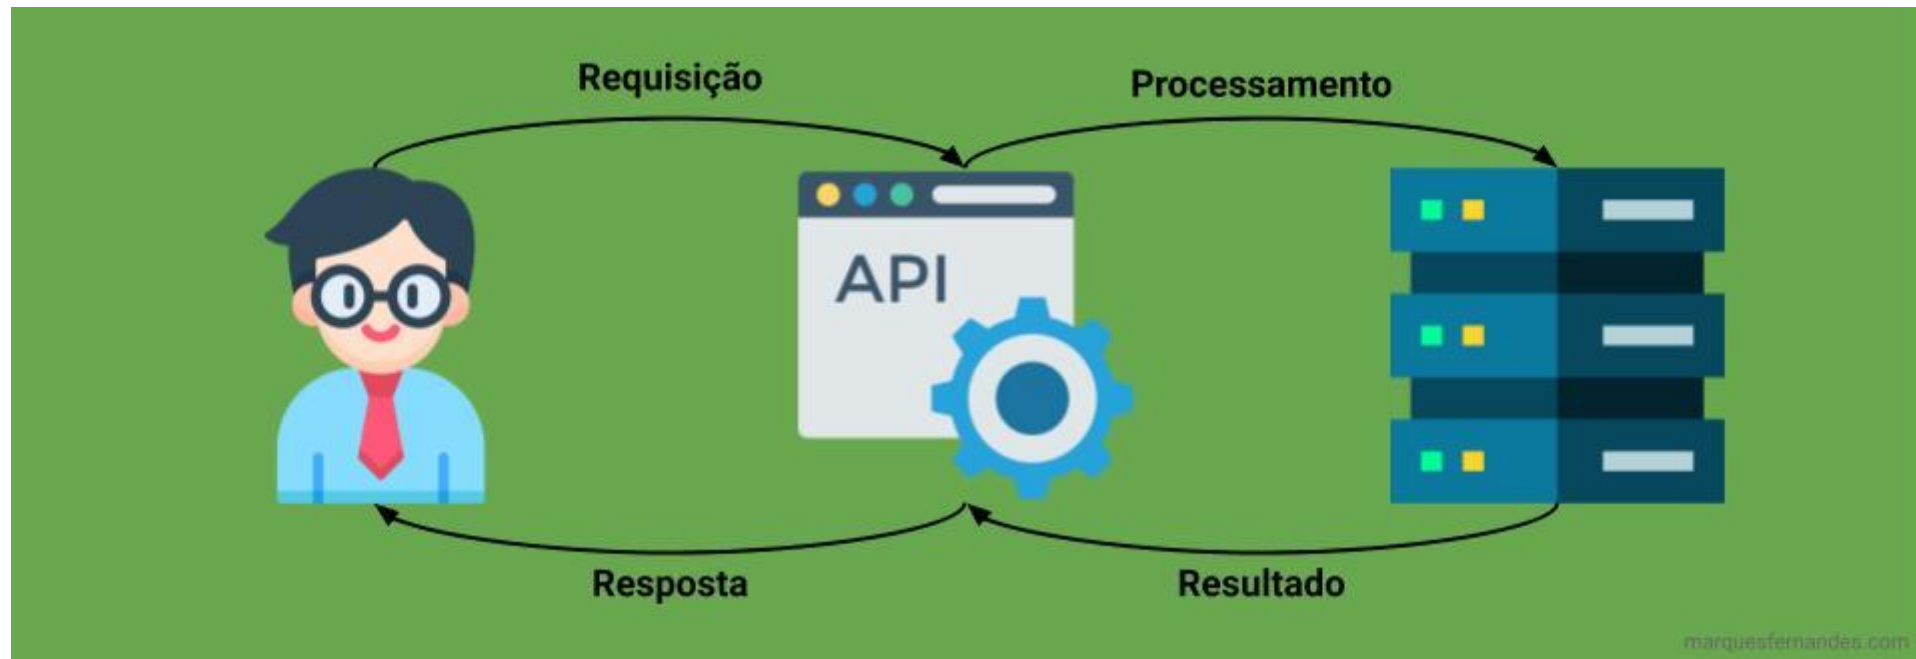 Requisição
Processamento
API
Resposta
Resultado
marquesfernandes.com